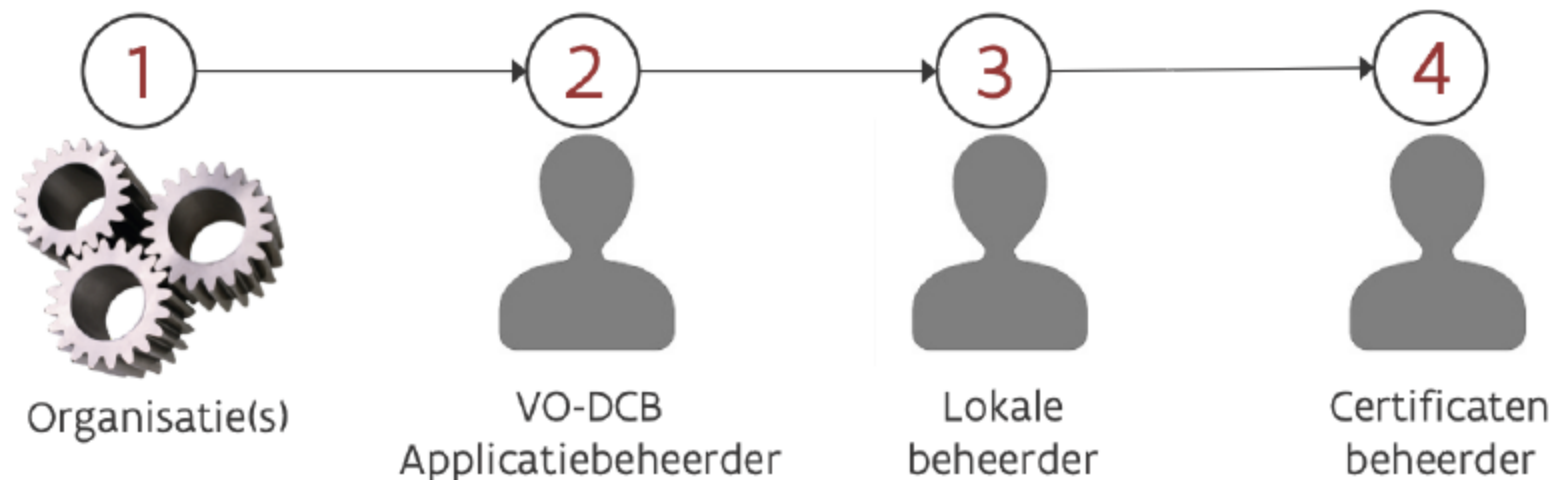 1
2
3
4
Organisatie(s)
VO-DCB
Applicatiebeheerder
Lokale
beheerder
Certificaten
beheerder